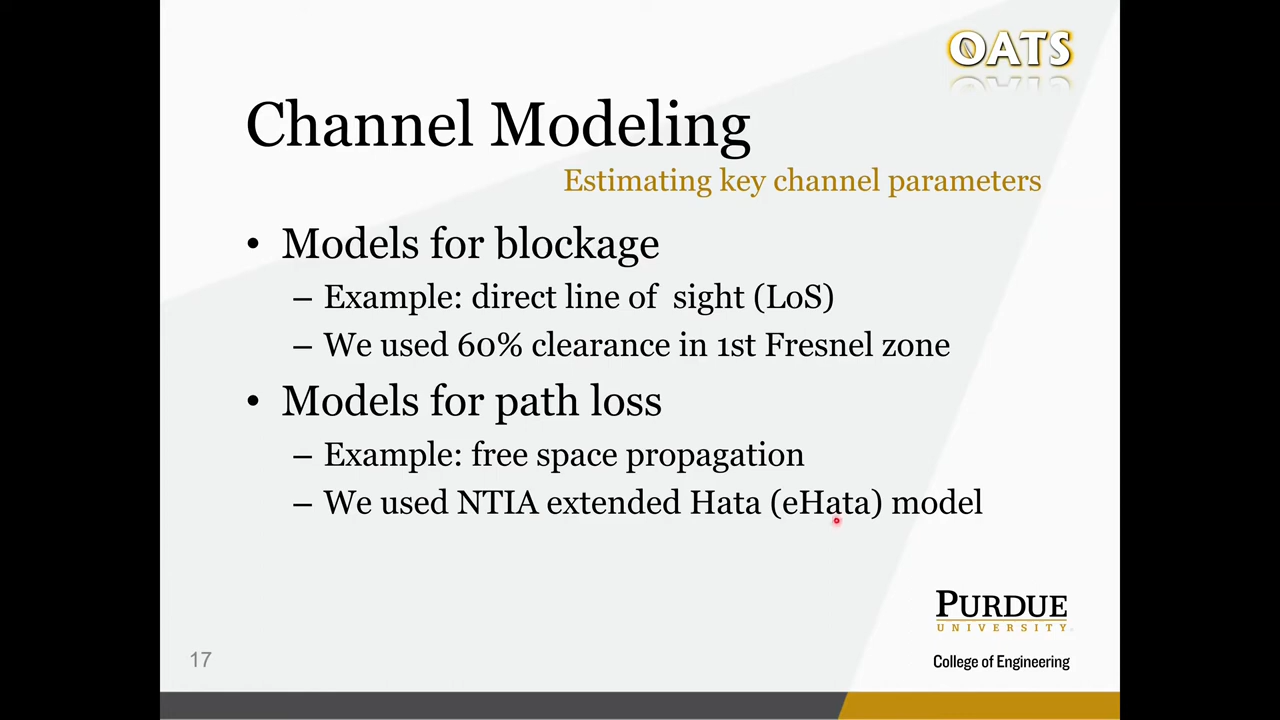 OATS
Channel Modeling
Estimating key channel parameters
• Models for blockage
– Example: direct line of sight (LoS)
– We used 60% clearance in 1st Fresnel zone
• Models for path loss
– Example: free space propagation
– We used NTIA extended Hata (eHata) model
PURDUE
UNIVERSITY
College of Engineering
17